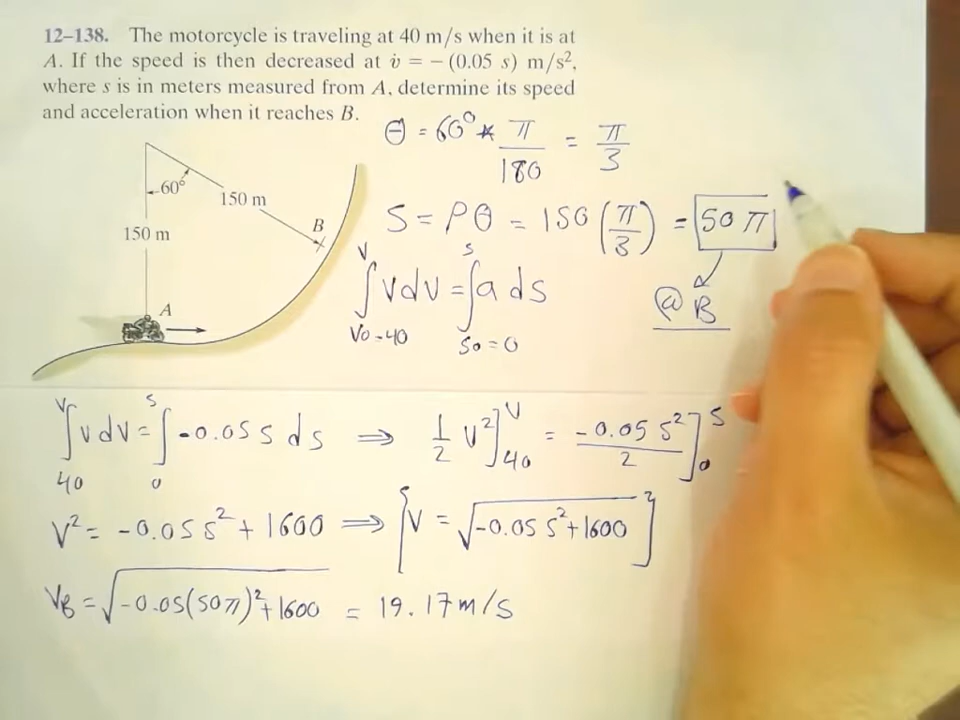 12–138. The motorcycle is traveling at 40 m/s when it is at
A. If the speed is then decreased at v̇ = − (0.05 s) m/s²,
where s is in meters measured from A, determine its speed
and acceleration when it reaches B.
Θ = 60° * π/180 = π/3
60°
150 m
S = ρΘ = 150 (π/3) = 50 π
B
150 m
∫_{V₀=40}^{V} v dv = ∫_{S₀=0}^{S} a ds
@ B
A
∫_{40}^{V} v dv = ∫_{0}^{S} -0.05 s ds ⇒ 1/2 V²]_{40}^{V} = -0.05 S²/2]_{0}^{S}
V² = -0.05 S² + 1600 ⇒ [V = √(-0.05 S² + 1600)]
V_B = √(-0.05(50π)² + 1600) = 19.17 m/s